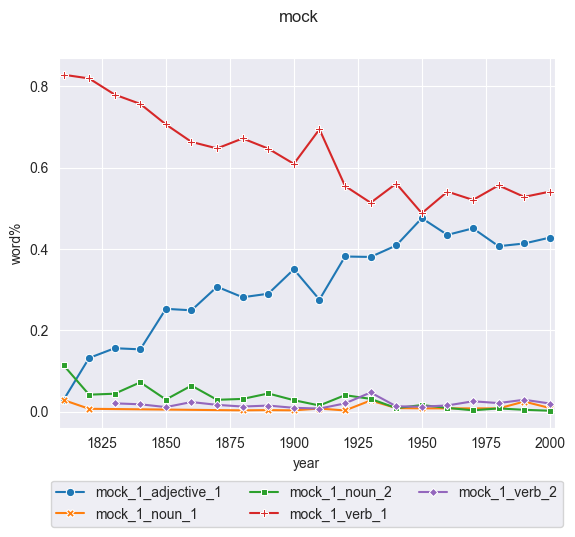 mock
0.8
0.6
0.4
0.2
0.0
word%
1825 1850 1875 1900 1925 1950 1975 2000
year
mock_1_adjective_1 mock_1_noun_2 mock_1_verb_2
mock_1_noun_1 mock_1_verb_1